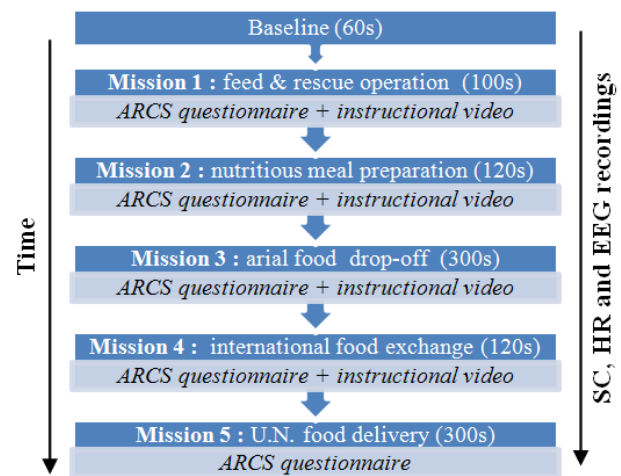 Baseline (60s)
Mission 1 : feed & rescue operation (100s)
ARCS questionnaire + instructional video
Mission 2 : nutritious meal preparation (120s)
ARCS questionnaire + instructional video
Mission 3 : arial food drop-off (300s)
ARCS questionnaire + instructional video
Mission 4 : international food exchange (120s)
ARCS questionnaire + instructional video
Mission 5 : U.N. food delivery (300s)
ARCS questionnaire
Time
SC, HR and EEG recordings